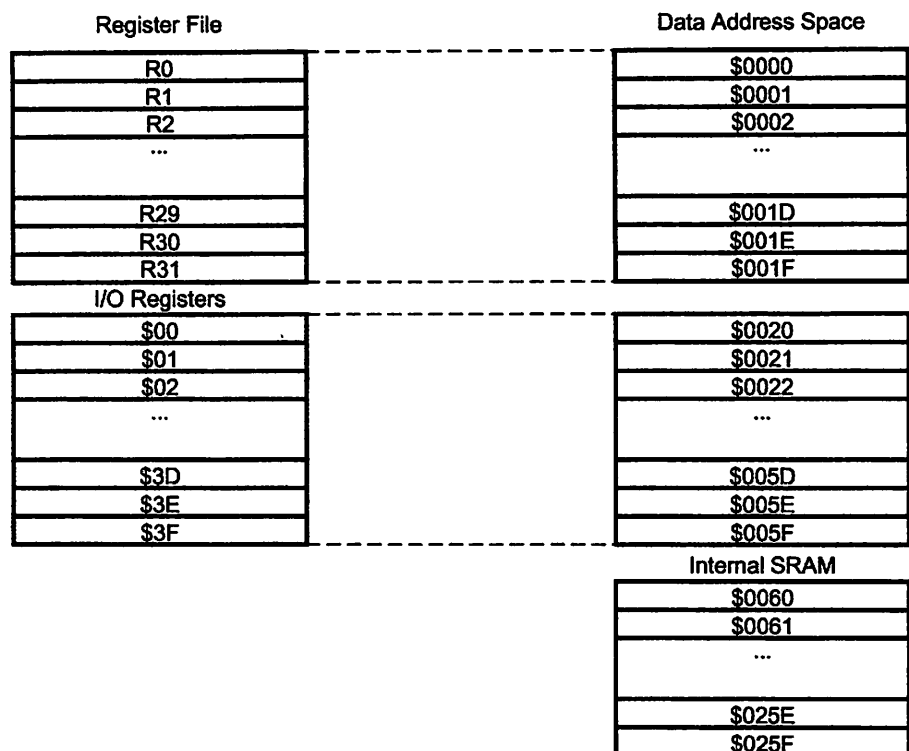 Register File
Data Address Space
R0
R1
R2
...
R29
R30
R31
$0000
$0001
$0002
...
$001D
$001E
$001F
I/O Registers
$00
$01
$02
...
$3D
$3E
$3F
$0020
$0021
$0022
...
$005D
$005E
$005F
Internal SRAM
$0060
$0061
...
$025E
$025F